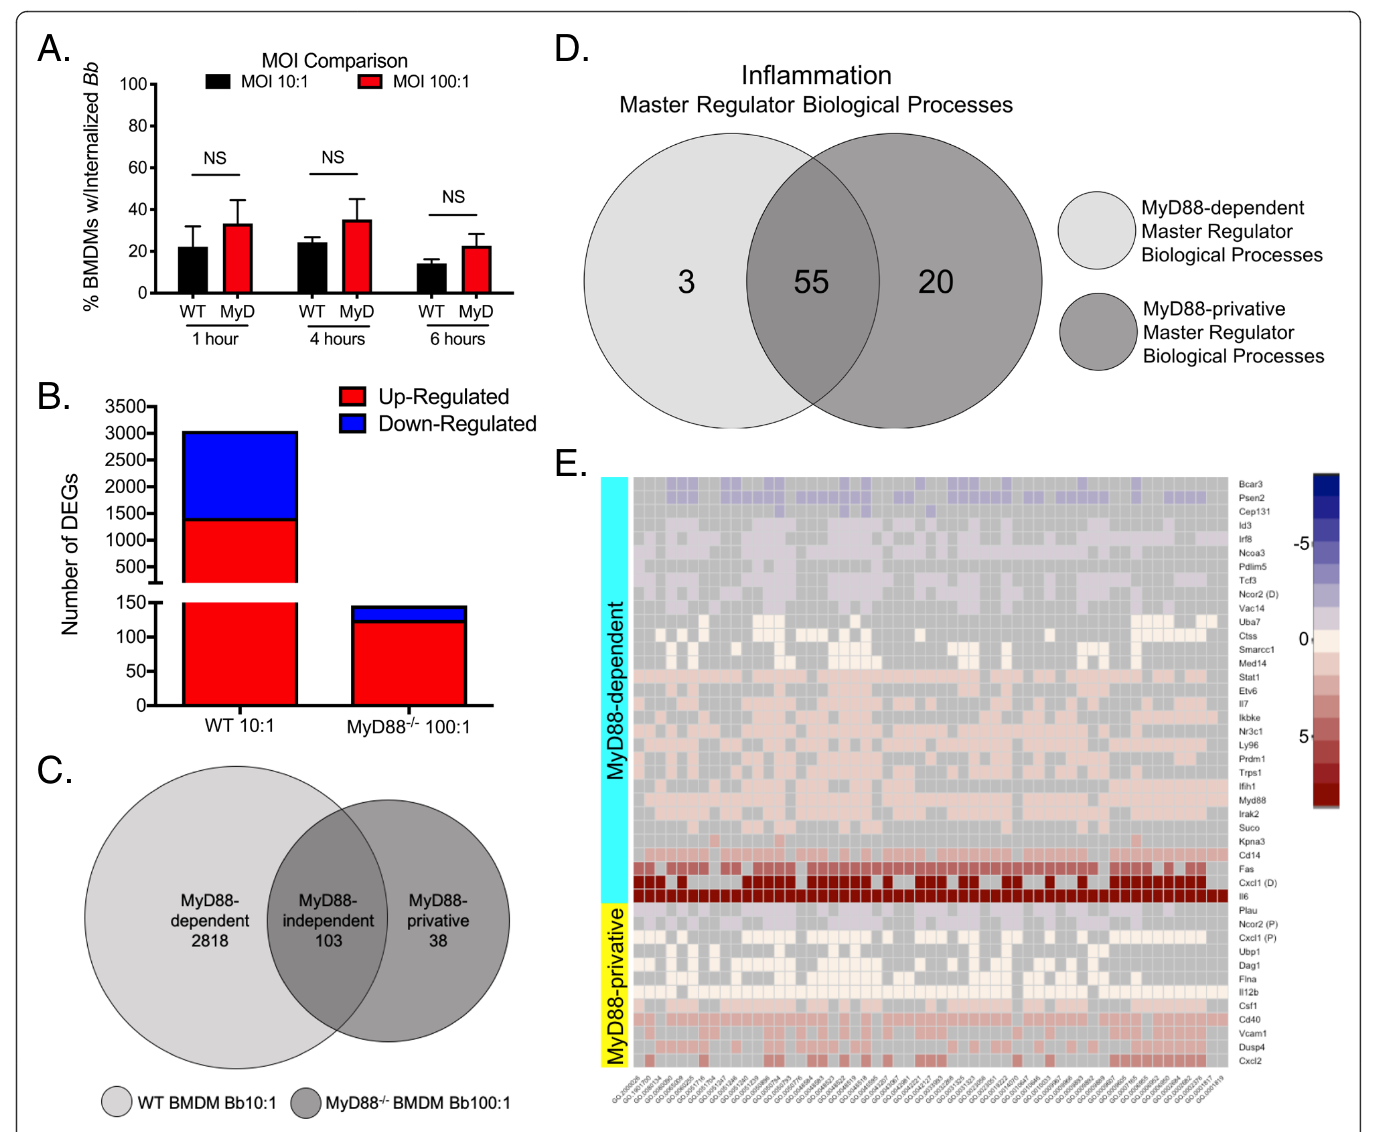 A.
MOI Comparison
MOI 10:1
MOI 100:1
% BMDMs w/Internalized Bb
100
80
60
40
20
0
NS
NS
NS
WT MyD WT MyD WT MyD
1 hour 4 hours 6 hours
B.
Up-Regulated
Down-Regulated
Number of DEGs
3500
3000
2500
2000
1500
1000
500
150
100
50
0
WT 10:1
MyD88-/- 100:1
C.
MyD88-
dependent
2818
MyD88-
independent
103
MyD88-
privative
38
WT BMDM Bb10:1
MyD88-/- BMDM Bb100:1
D.
Inflammation
Master Regulator Biological Processes
3
55
20
MyD88-dependent
Master Regulator
Biological Processes
MyD88-privative
Master Regulator
Biological Processes
E.
MyD88-dependent
MyD88-privative
Bcar3
Psen2
Cep131
Id3
Irf8
Ncoa3
Pdlim5
Tcf3
Ncor2 (D)
Vac14
Uba7
Ctss
Smarcc1
Med14
Stat1
Etv6
Il7
Ikbke
Nr3c1
Ly96
Prdm1
Trps1
Ifih1
Myd88
Irak2
Suco
Kpna3
Cd14
Fas
Cxcl1 (D)
Il6
Plau
Ncor2 (P)
Cxcl1 (P)
Ubp1
Dag1
Flna
Il12b
Csf1
Cd40
Vcam1
Dusp4
Cxcl2
-5
0
5